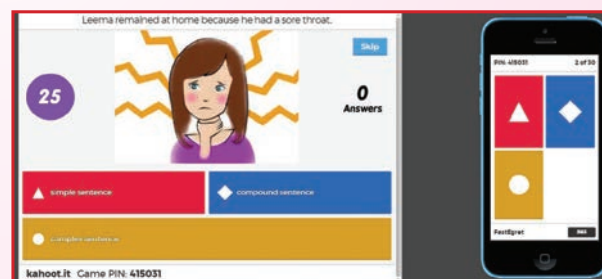 Leema remained at home because he had a sore throat.
Skip
25
0
Answers
simple sentence
compound sentence
complex sentence
kahoot.it Game PIN: 415031
PIN: 415031 2 of 30
FastEgret